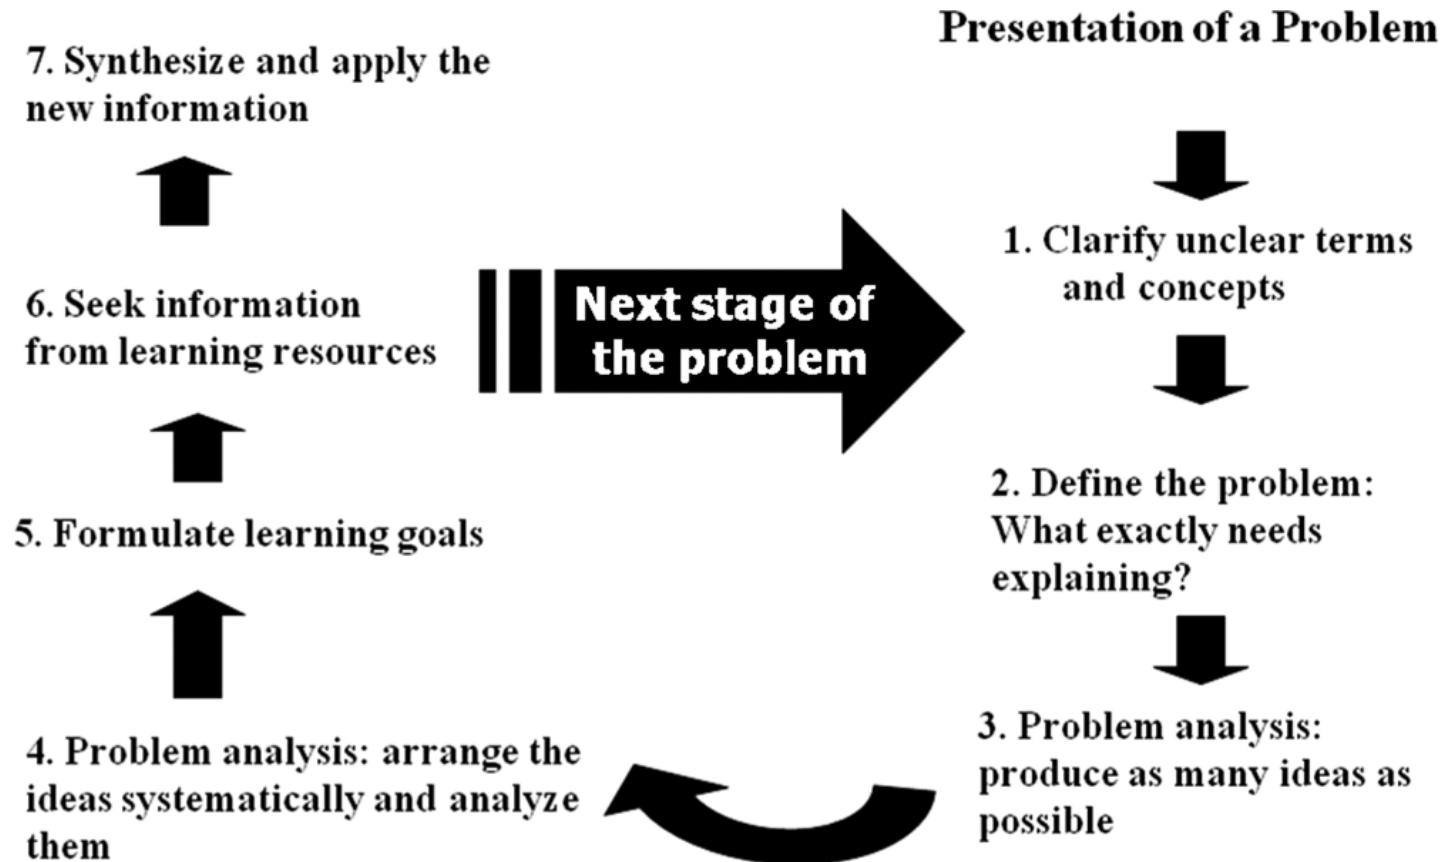 Presentation of a Problem
1. Clarify unclear terms
and concepts
2. Define the problem:
What exactly needs
explaining?
3. Problem analysis:
produce as many ideas as
possible
4. Problem analysis: arrange the
ideas systematically and analyze
them
5. Formulate learning goals
6. Seek information
from learning resources
7. Synthesize and apply the
new information
Next stage of
the problem